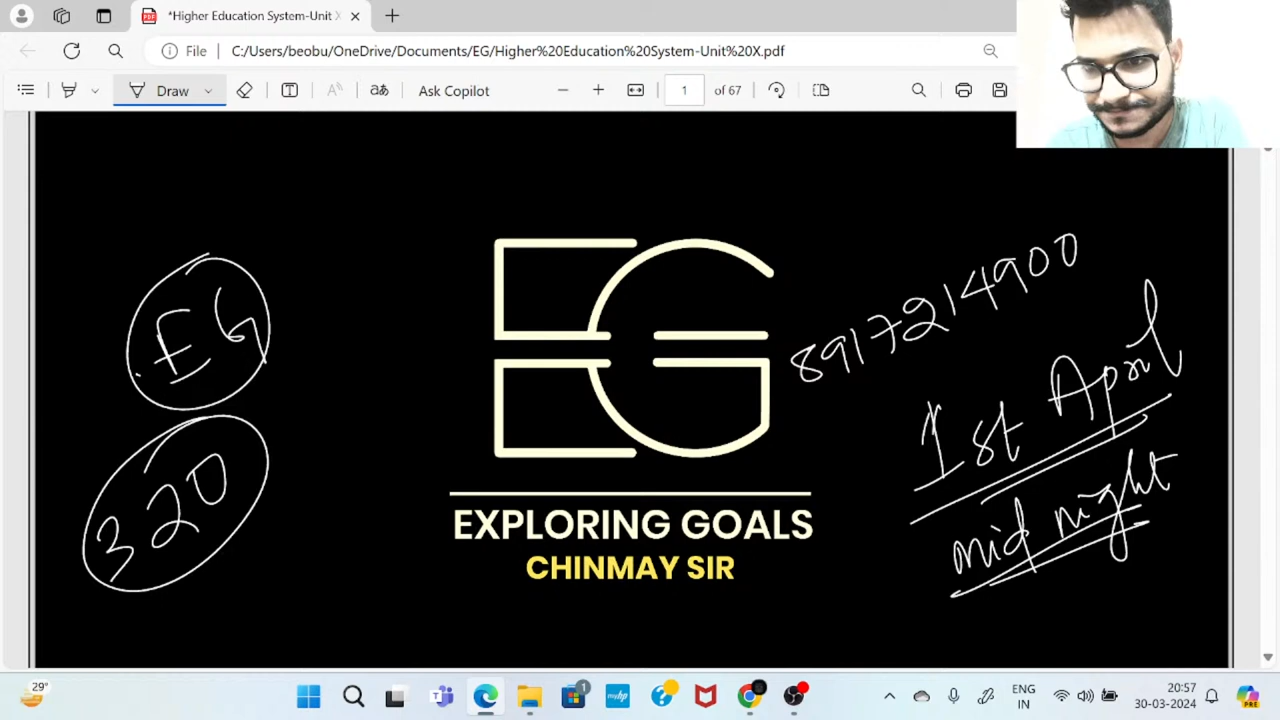 *Higher Education System-Unit X
File
C:/Users/beobu/OneDrive/Documents/EG/Higher%20Education%20System-Unit%20X.pdf
Draw
Ask Copilot
1 of 67
EG
8917214900
1st April
mid night
320
EXPLORING GOALS
CHINMAY SIR
29°
ENG
IN
20:57
30-03-2024